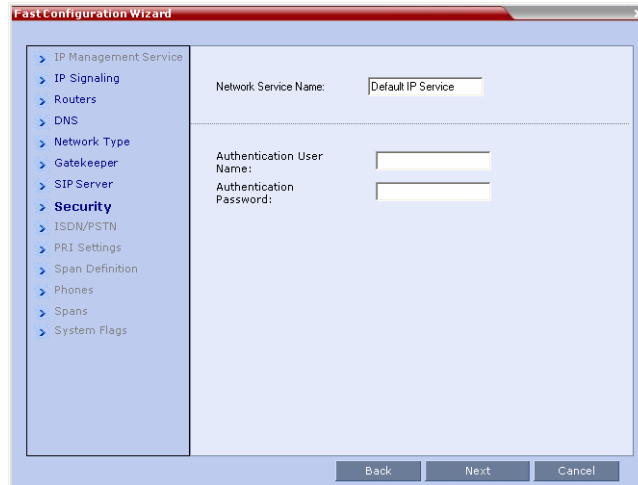 Fast Configuration Wizard
IP Management Service
IP Signaling
Routers
DNS
Network Type
Gatekeeper
SIP Server
Security
ISDN/PSTN
PRI Settings
Span Definition
Phones
Spans
System Flags
Network Service Name:
Default IP Service
Authentication User
Name:
Authentication
Password:
Back
Next
Cancel